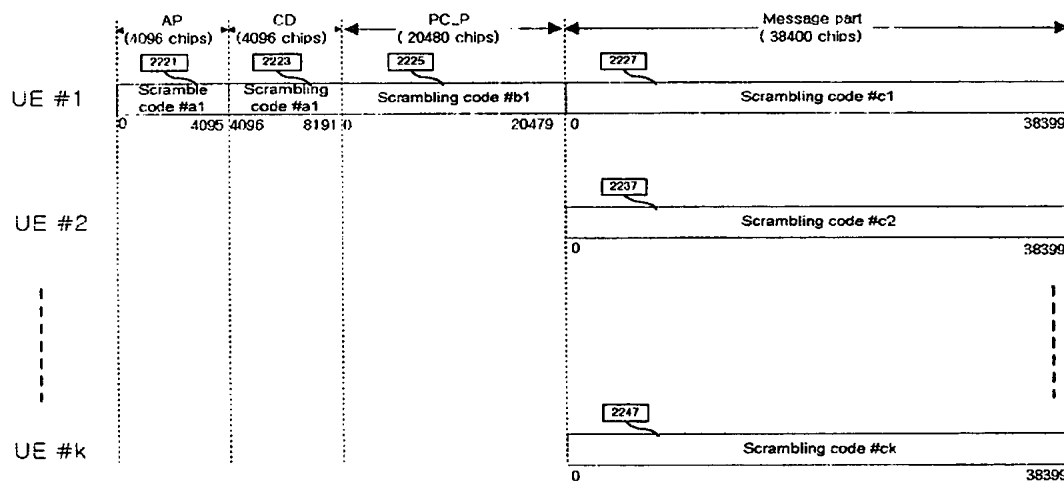 AP
(4096 chips)
CD
(4096 chips)
PC_P
( 20480 chips)
Message part
( 38400 chips)
2221
2223
2225
2227
UE #1
Scramble
code #a1
Scrambling
code #a1
Scrambling code #b1
Scrambling code #c1
0
4095
4096
8191
0
20479
0
38399
2237
UE #2
Scrambling code #c2
0
38399
2247
UE #k
Scrambling code #ck
0
38399